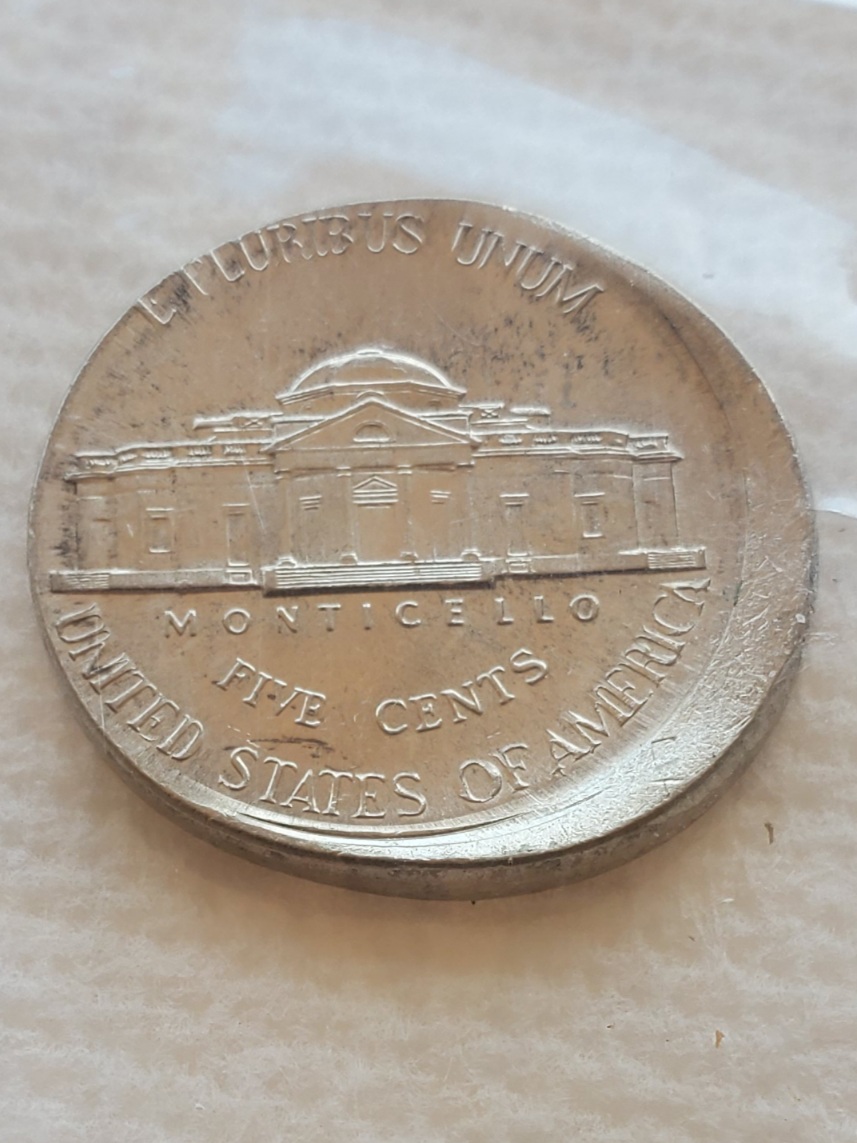 E PLURIBUS UNUM
MONTICELLO
FIVE CENTS
UNITED STATES OF AMERICA